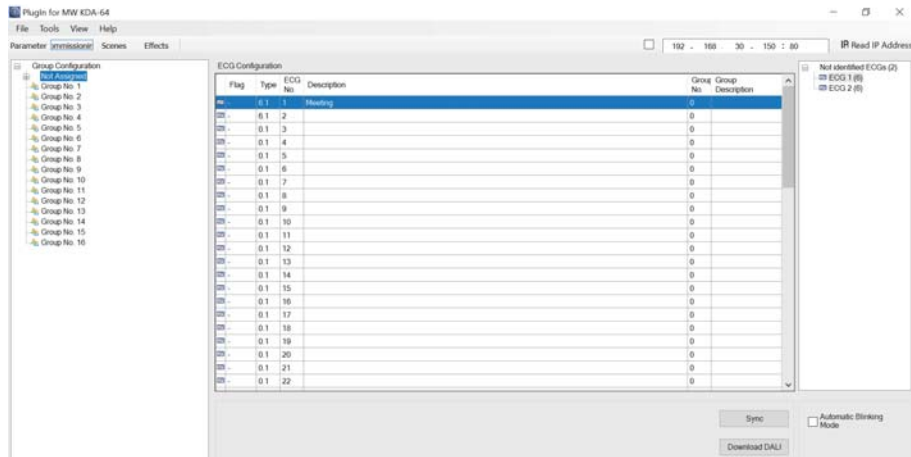 PlugIn for MW KDA-64
File Tools View Help
Parameter Scenes Effects
192 . 168 . 30 . 150 : 80 IP Read IP Address
Group Configuration
Not Assigned
Group No. 1
Group No. 2
Group No. 3
Group No. 4
Group No. 5
Group No. 6
Group No. 7
Group No. 8
Group No. 9
Group No. 10
Group No. 11
Group No. 12
Group No. 13
Group No. 14
Group No. 15
Group No. 16
ECG Configuration
Flag Type ECG No Description Group No. Group Description
- 6.1 1 Meeting 0
- 6.1 2 0
- 0.1 3 0
- 0.1 4 0
- 0.1 5 0
- 0.1 6 0
- 0.1 7 0
- 0.1 8 0
- 0.1 9 0
- 0.1 10 0
- 0.1 11 0
- 0.1 12 0
- 0.1 13 0
- 0.1 14 0
- 0.1 15 0
- 0.1 16 0
- 0.1 17 0
- 0.1 18 0
- 0.1 19 0
- 0.1 20 0
- 0.1 21 0
- 0.1 22 0
Not identified ECGs (2)
ECG 1 (6)
ECG 2 (6)
Sync
Download DALI
Automatic Blinking
Mode